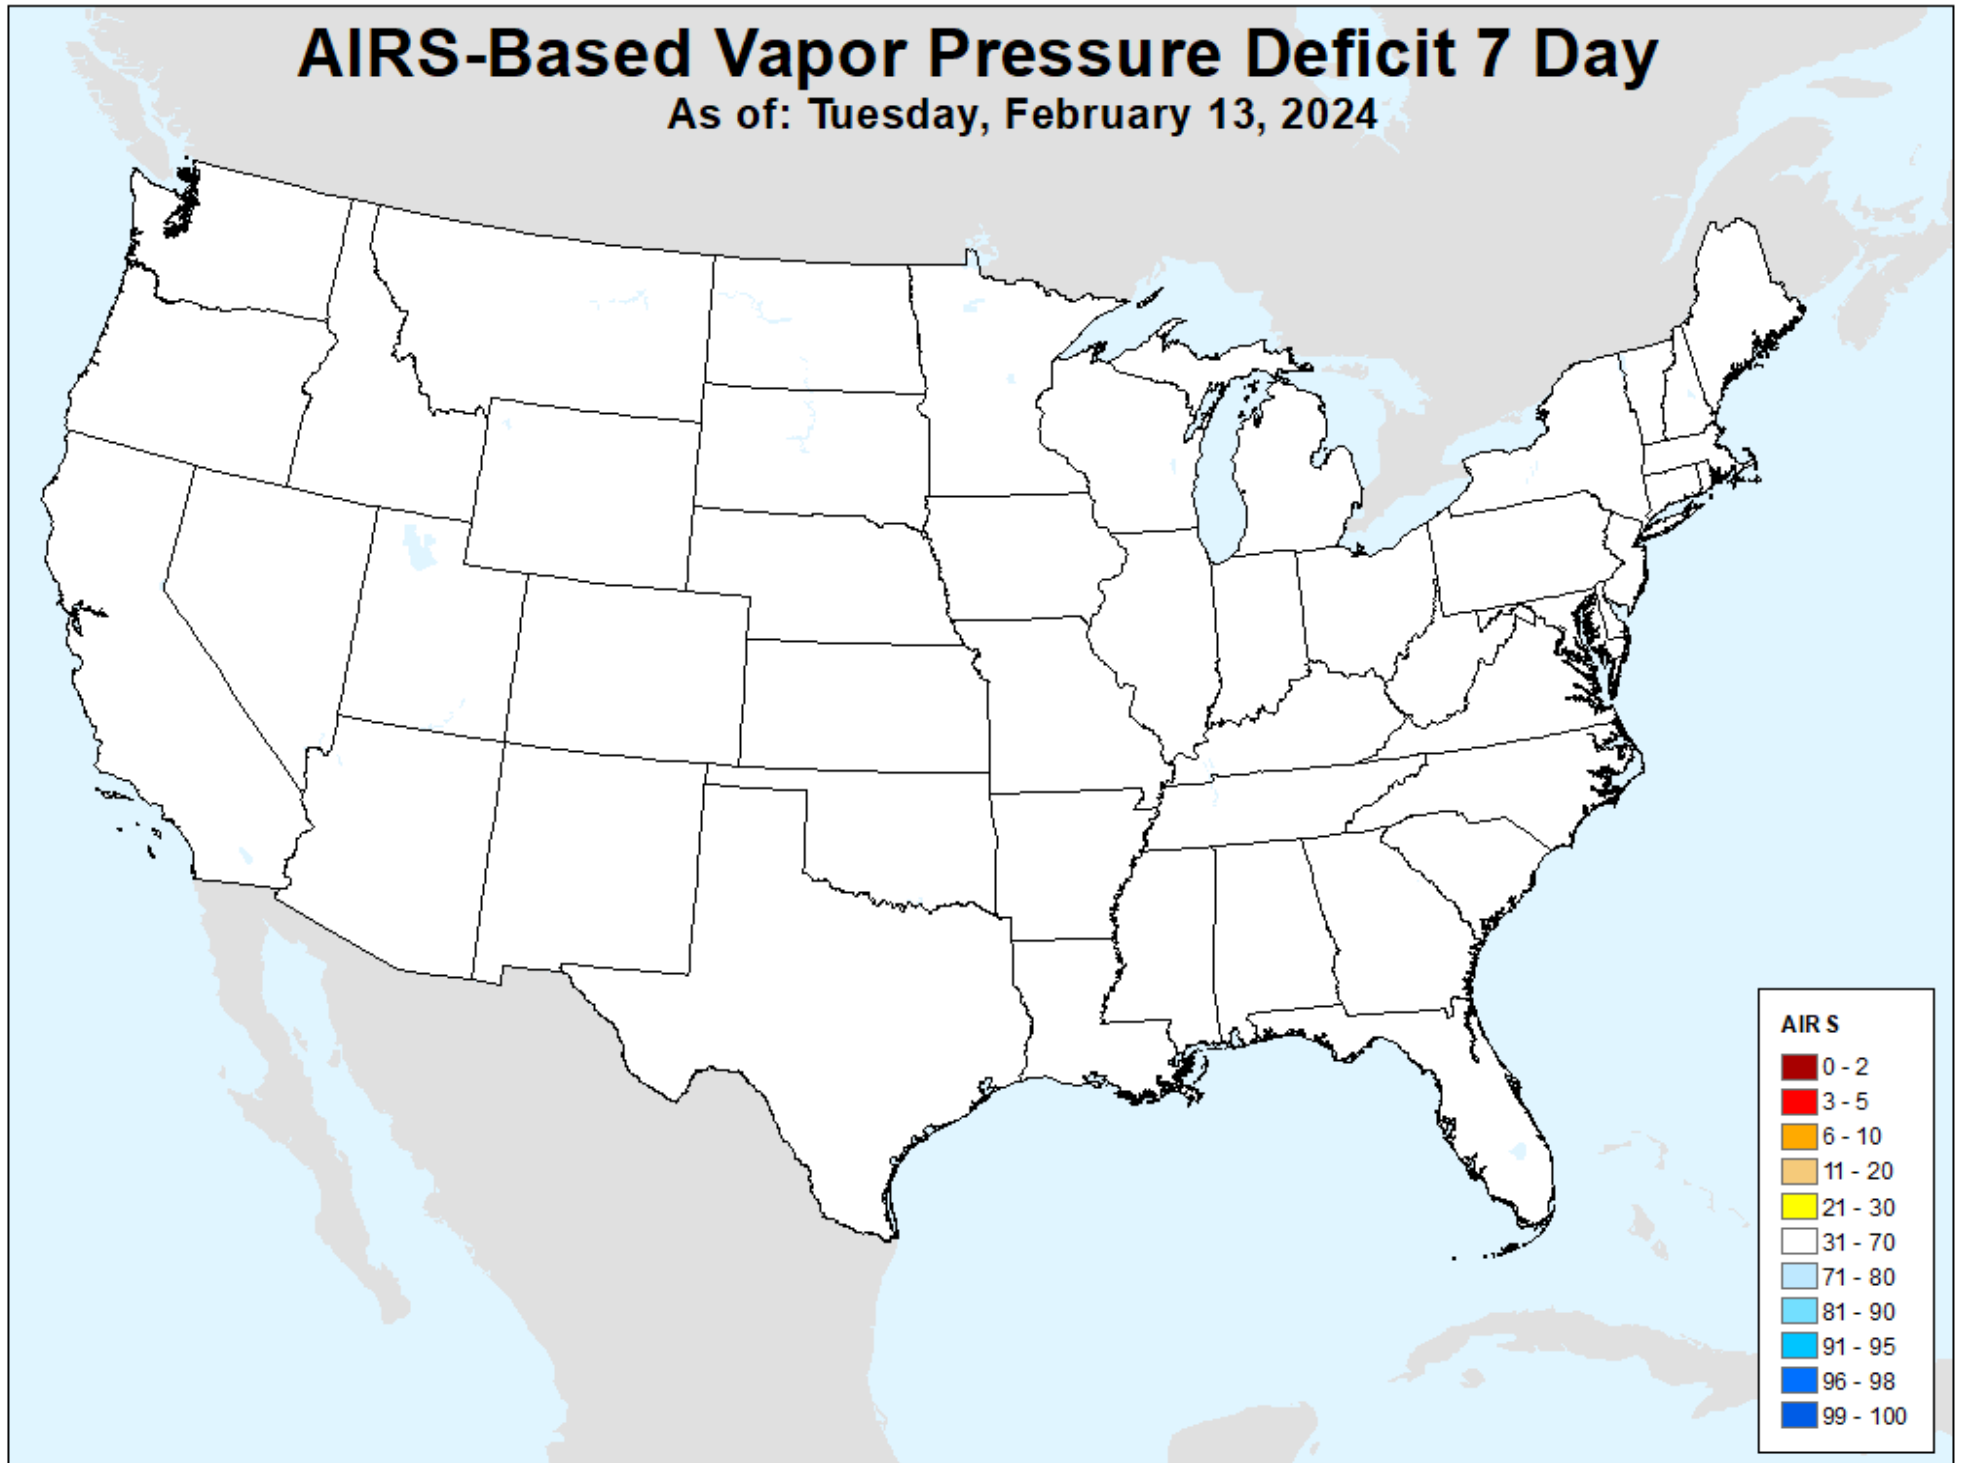 AIRS-Based Vapor Pressure Deficit 7 Day
As of: Tuesday, February 13, 2024
AIRS
0 - 2
3 - 5
6 - 10
11 - 20
21 - 30
31 - 70
71 - 80
81 - 90
91 - 95
96 - 98
99 - 100